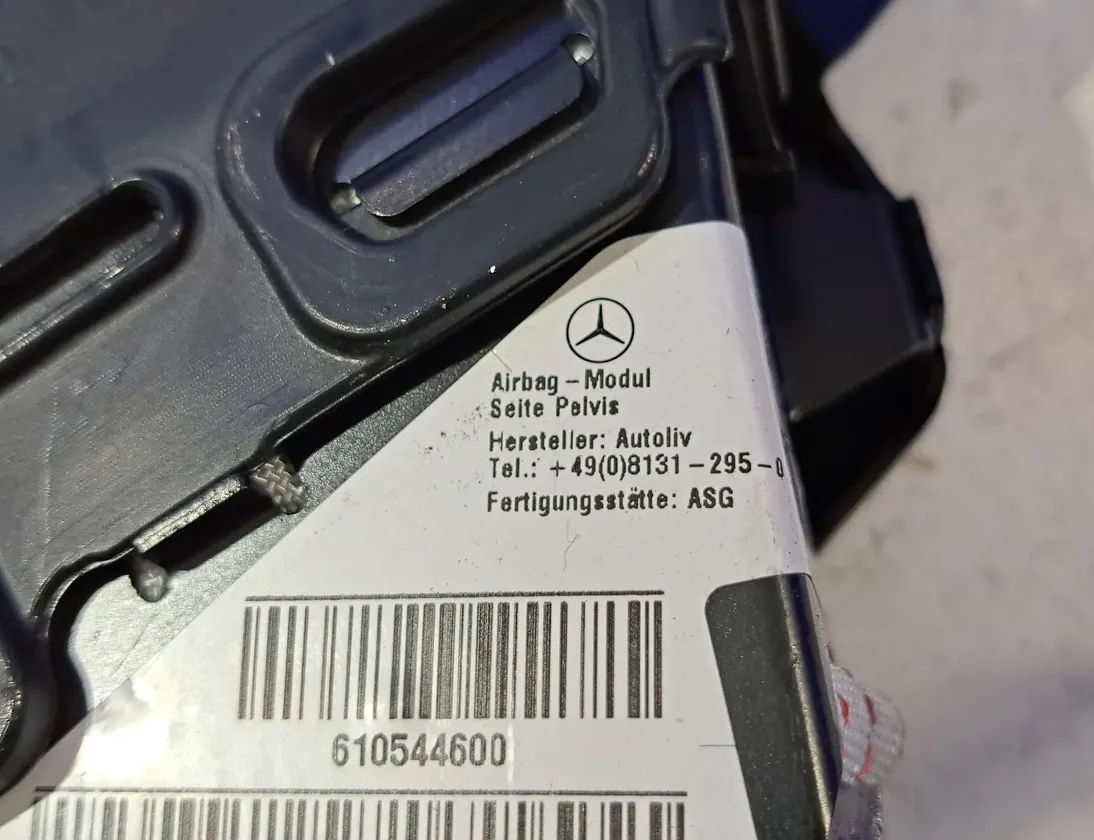 Airbag-Modul
Seite Pelvis
Hersteller: Autoliv
Tel.: +49(0)8131-295-0
Fertigungsstätte: ASG
610544600